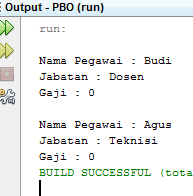 Output - PBO (run)
run:
Nama Pegawai : Budi
Jabatan : Dosen
Gaji : 0
Nama Pegawai : Agus
Jabatan : Teknisi
Gaji : 0
BUILD SUCCESSFUL (tota